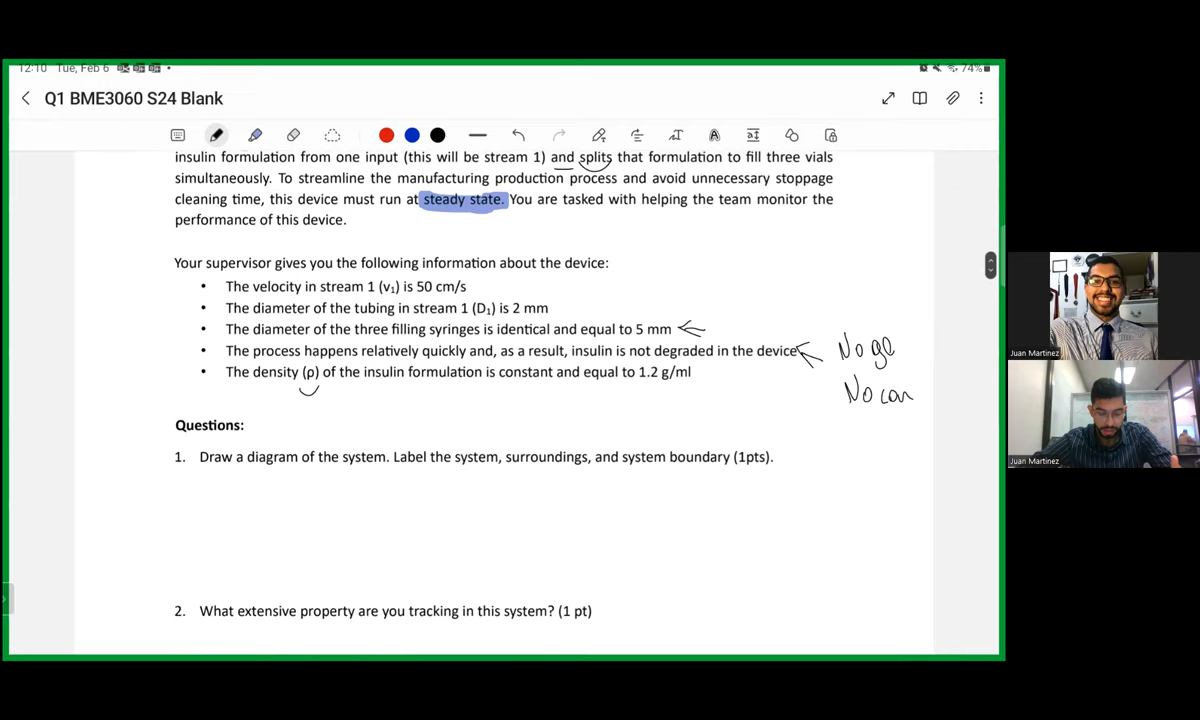 12:10 Tue, Feb 6
74%
Q1 BME3060 S24 Blank
insulin formulation from one input (this will be stream 1) and splits that formulation to fill three vials
simultaneously. To streamline the manufacturing production process and avoid unnecessary stoppage
cleaning time, this device must run at steady state. You are tasked with helping the team monitor the
performance of this device.
Your supervisor gives you the following information about the device:
• The velocity in stream 1 (v₁) is 50 cm/s
• The diameter of the tubing in stream 1 (D₁) is 2 mm
• The diameter of the three filling syringes is identical and equal to 5 mm
• The process happens relatively quickly and, as a result, insulin is not degraded in the device
• The density (ρ) of the insulin formulation is constant and equal to 1.2 g/ml
No ge
No con
Questions:
1. Draw a diagram of the system. Label the system, surroundings, and system boundary (1pts).
2. What extensive property are you tracking in this system? (1 pt)
Juan Martinez
Juan Martinez